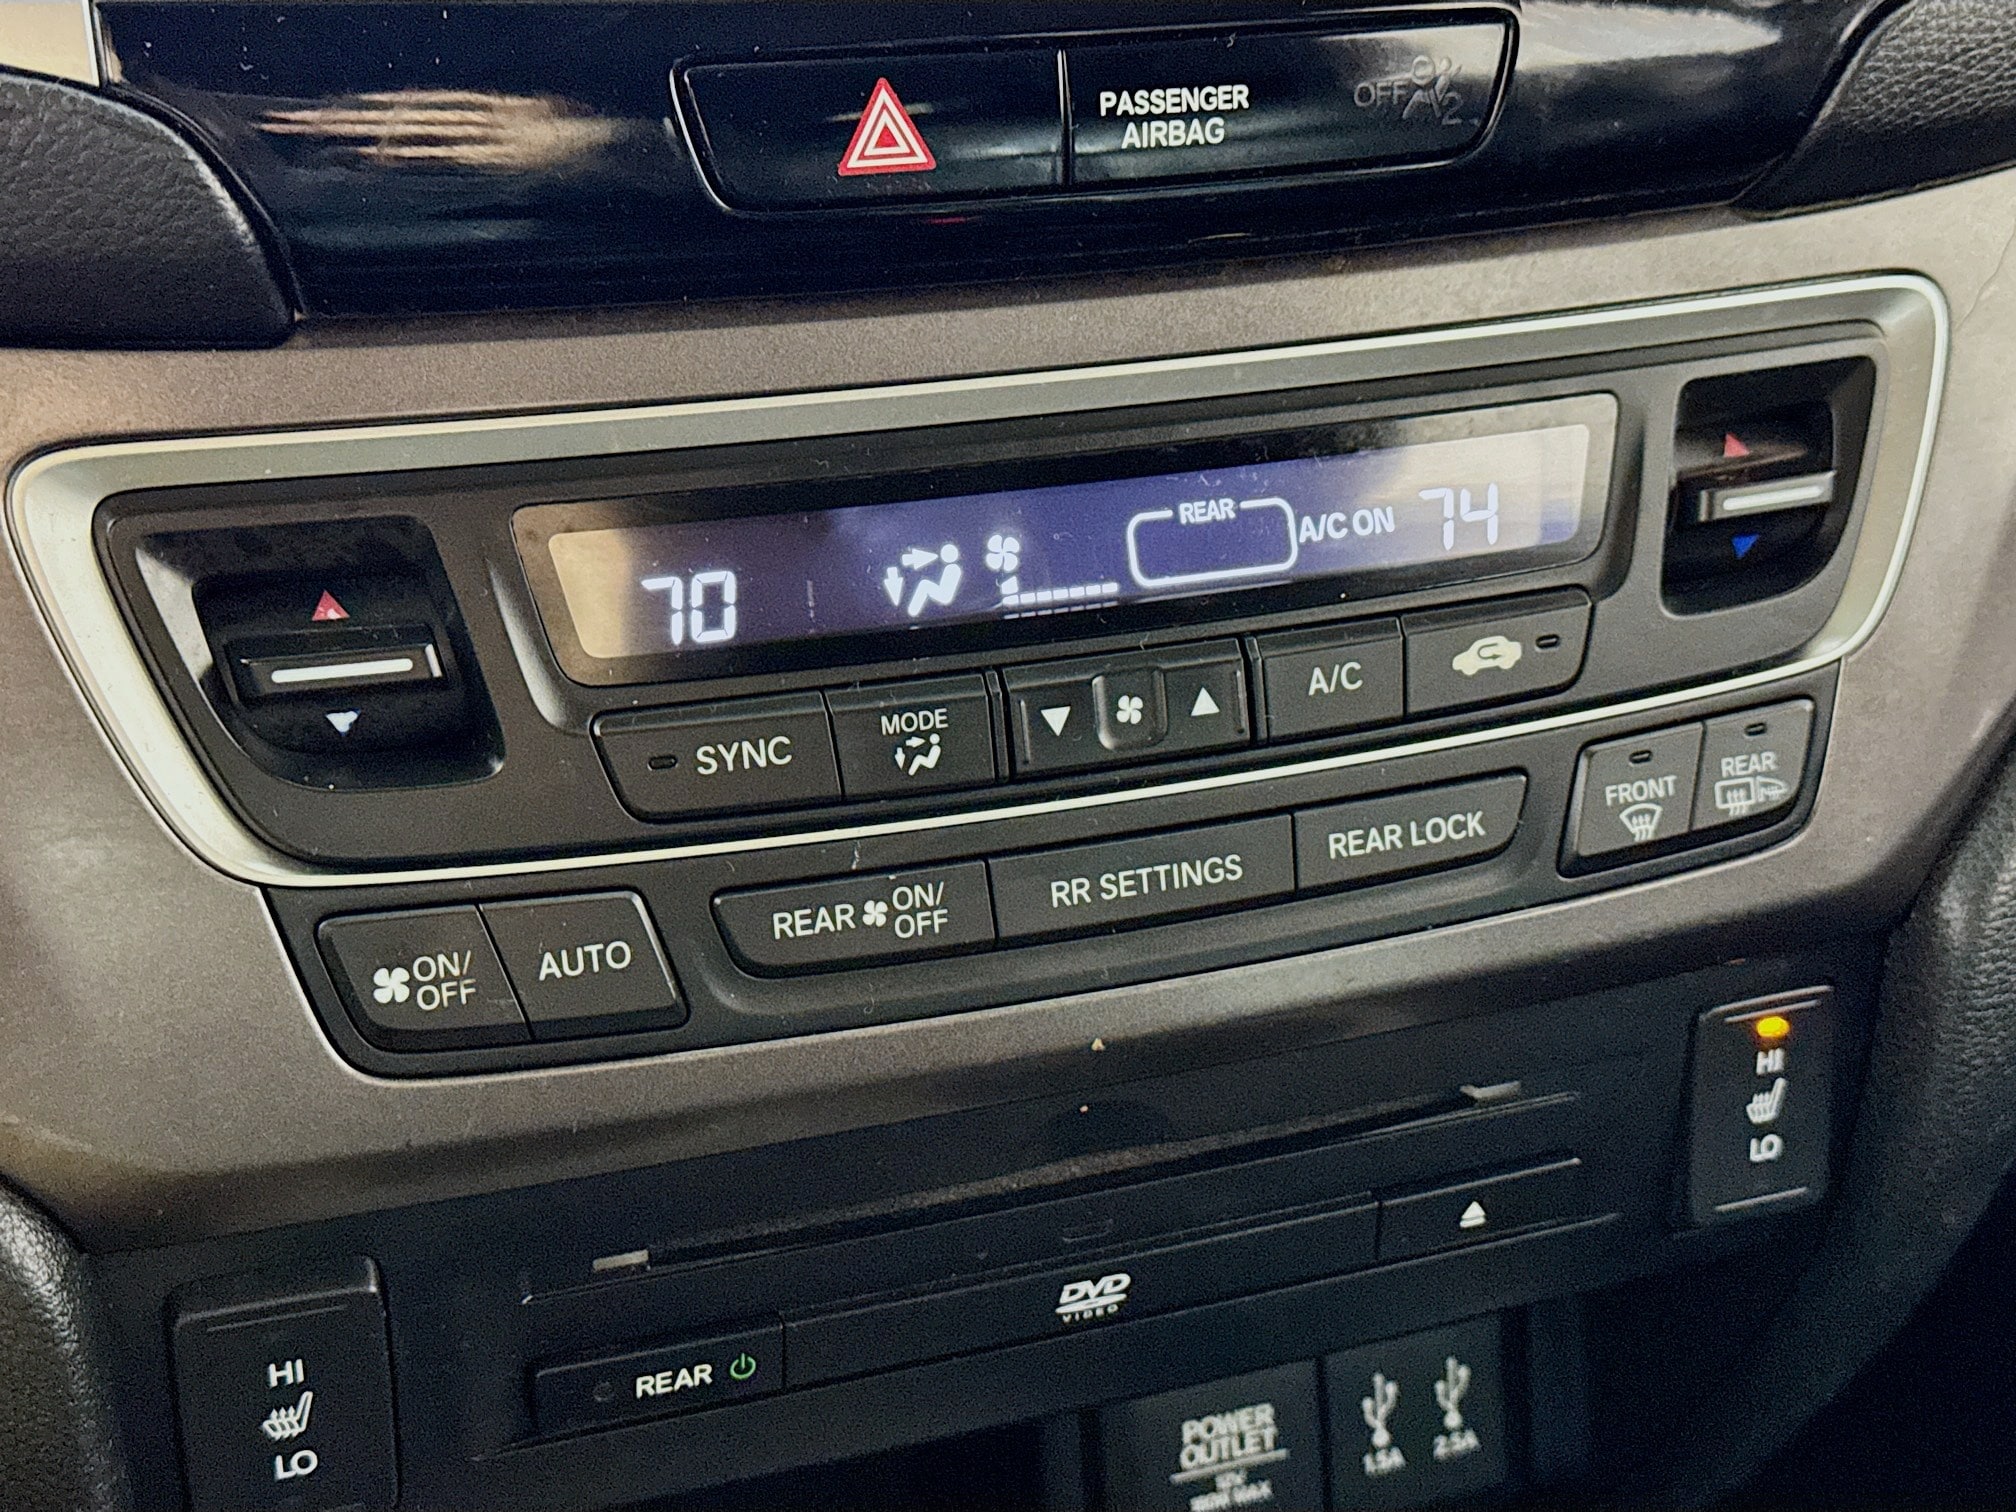 PASSENGER
AIRBAG
OFF 2
70
REAR
A/C ON
74
SYNC
MODE
A/C
FRONT
REAR
ON/
OFF
AUTO
REAR ON/
OFF
RR SETTINGS
REAR LOCK
HI
LO
HI
LO
DVD
VIDEO
REAR
POWER
OUTLET
1.5A
2.5A